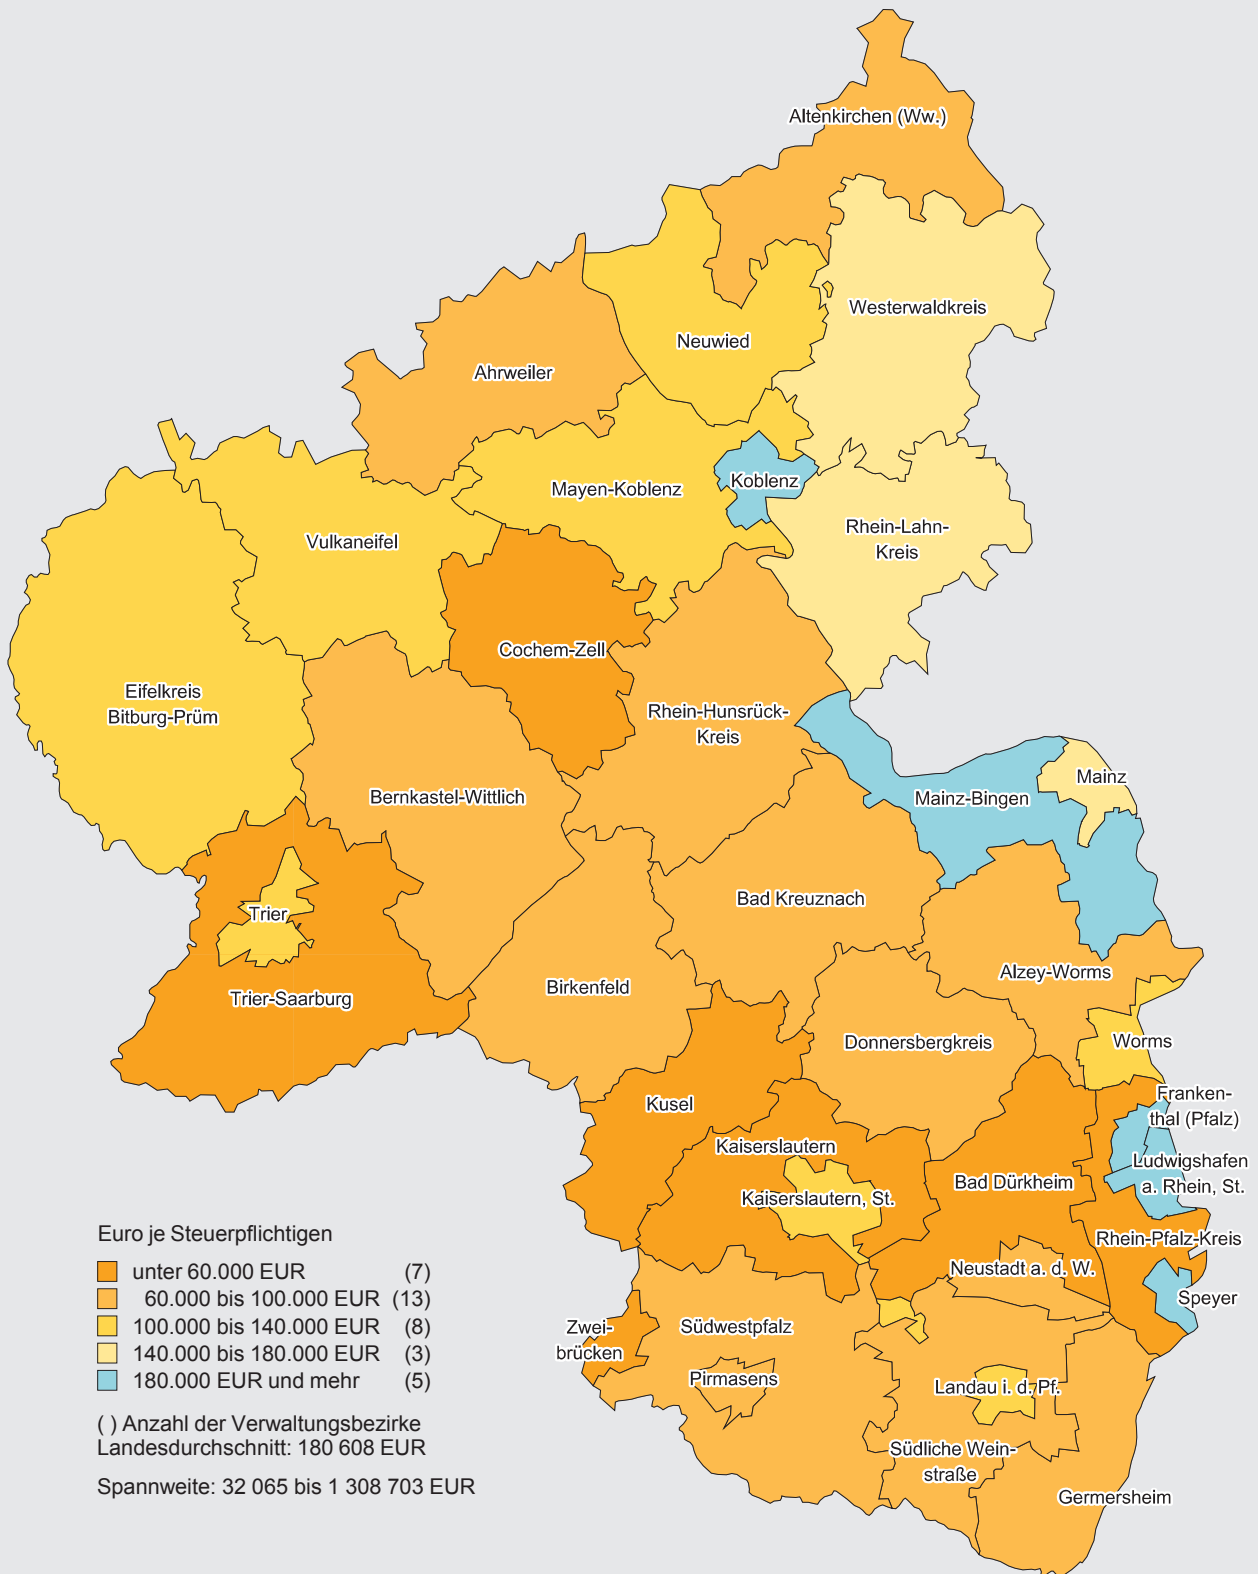 Altenkirchen (Ww.)
Westerwaldkreis
Neuwied
Ahrweiler
Koblenz
Mayen-Koblenz
Rhein-Lahn-
Kreis
Vulkaneifel
Cochem-Zell
Eifelkreis
Bitburg-Prüm
Rhein-Hunsrück-
Kreis
Mainz
Bernkastel-Wittlich
Mainz-Bingen
Bad Kreuznach
Trier
Alzey-Worms
Birkenfeld
Trier-Saarburg
Donnersbergkreis
Worms
Franken-
thal (Pfalz)
Kusel
Kaiserslautern
Ludwigshafen
a. Rhein, St.
Bad Dürkheim
Kaiserslautern, St.
Rhein-Pfalz-Kreis
Neustadt a. d. W.
Speyer
Zwei-
brücken
Südwestpfalz
Pirmasens
Landau i. d. Pf.
Südliche Wein-
straße
Germersheim
Euro je Steuerpflichtigen
unter 60.000 EUR (7)
60.000 bis 100.000 EUR (13)
100.000 bis 140.000 EUR (8)
140.000 bis 180.000 EUR (3)
180.000 EUR und mehr (5)
( ) Anzahl der Verwaltungsbezirke
Landesdurchschnitt: 180 608 EUR
Spannweite: 32 065 bis 1 308 703 EUR